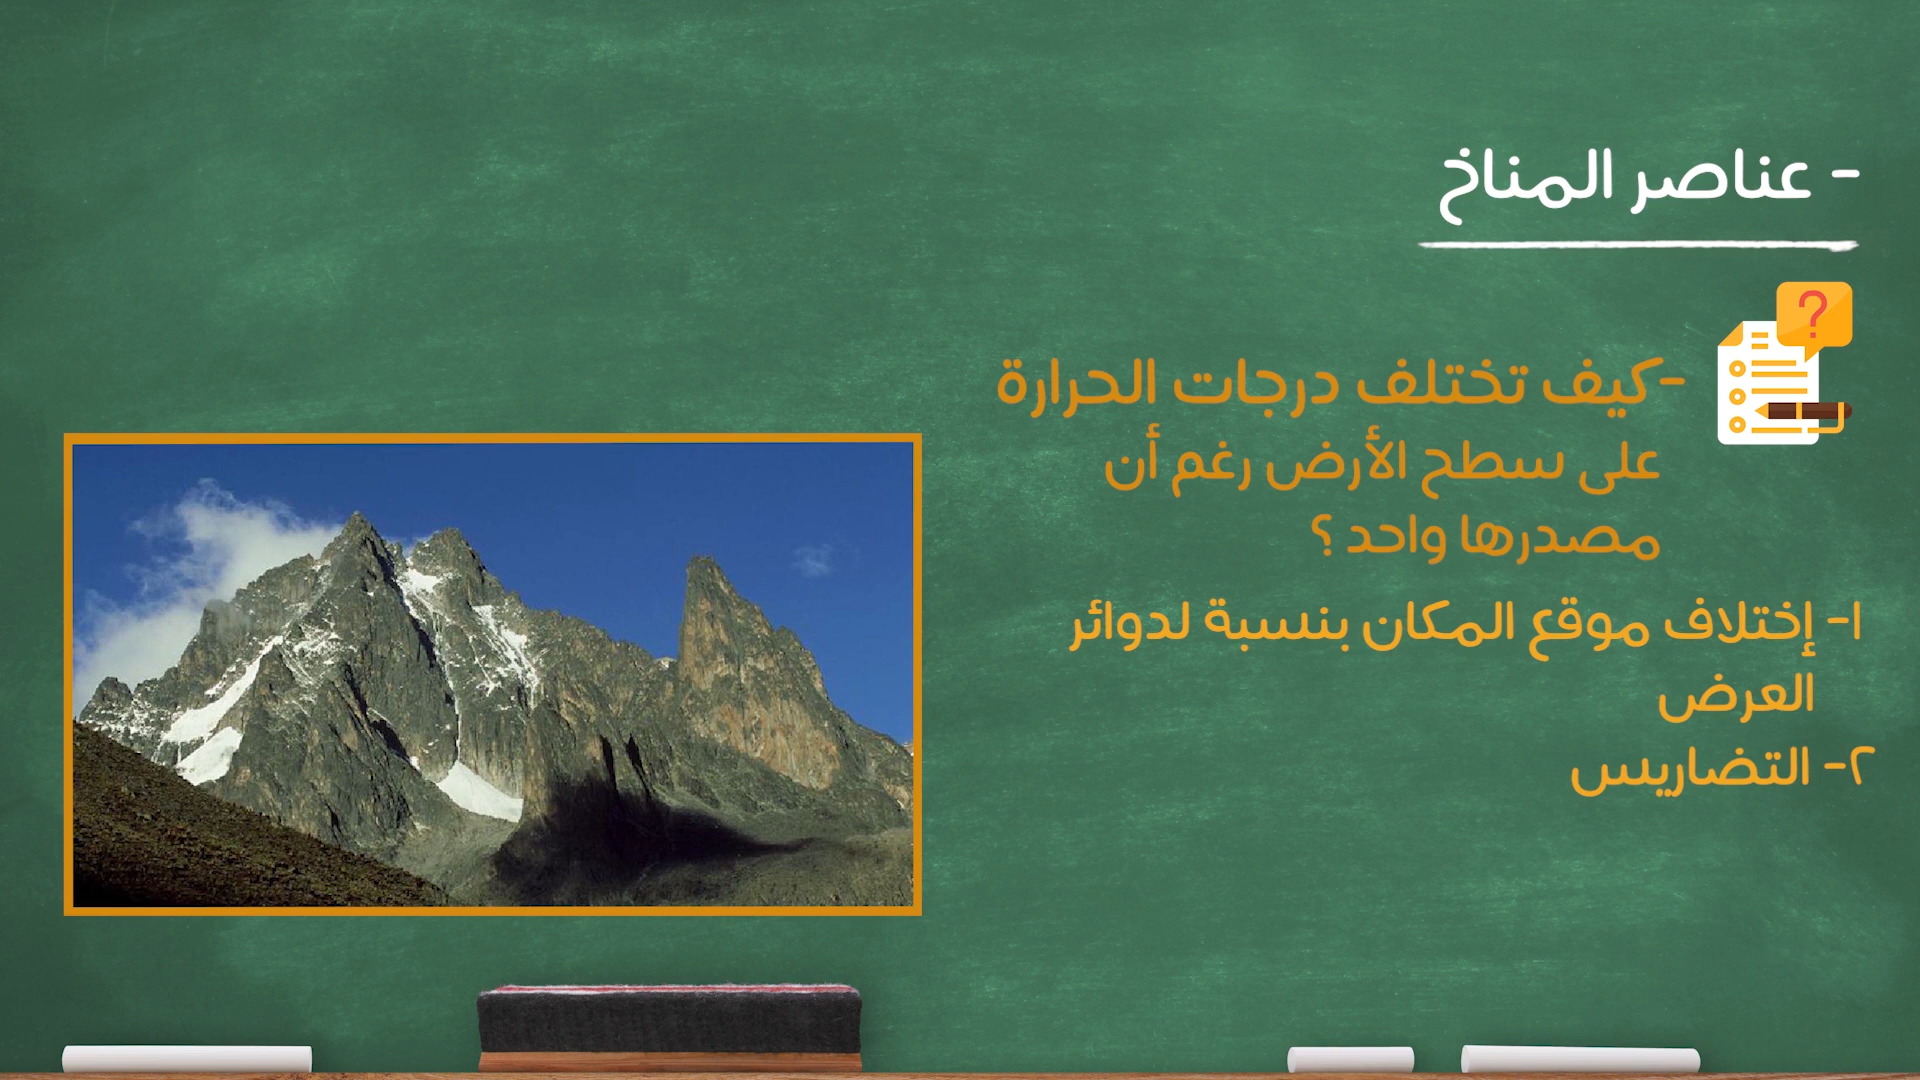 - عناصر المناخ
?
-كيف تختلف درجات الحرارة
على سطح الأرض رغم أن
مصدرها واحد ؟
١- إختلاف موقع المكان بنسبة لدوائر
العرض
٢- التضاريس